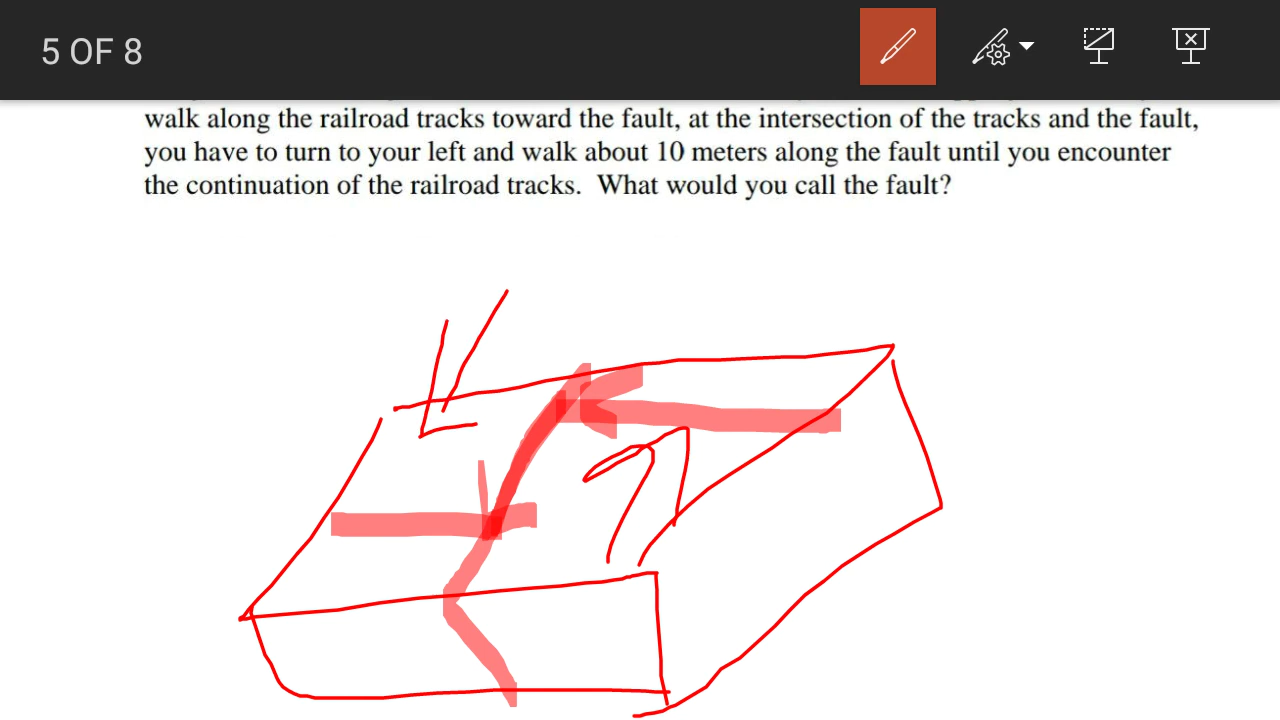 5 OF 8
walk along the railroad tracks toward the fault, at the intersection of the tracks and the fault,
you have to turn to your left and walk about 10 meters along the fault until you encounter
the continuation of the railroad tracks. What would you call the fault?